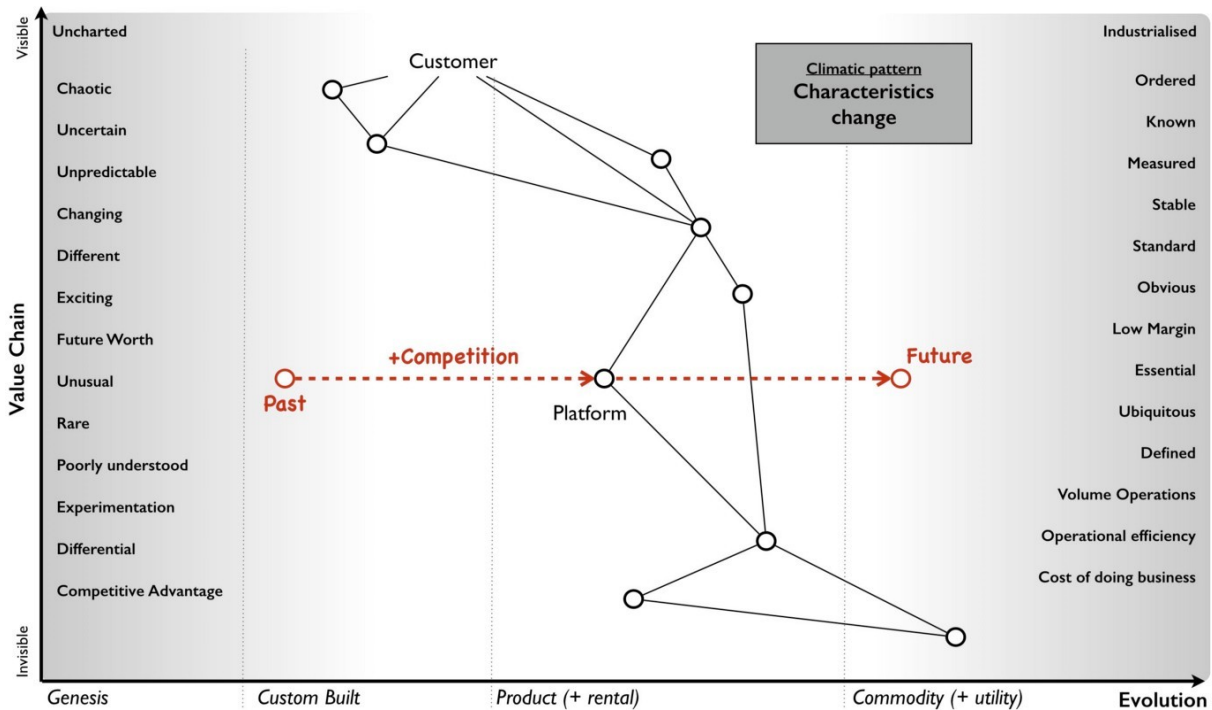 Visible
Value Chain
Invisible
Uncharted
Chaotic
Uncertain
Unpredictable
Changing
Different
Exciting
Future Worth
Unusual
Rare
Poorly understood
Experimentation
Differential
Competitive Advantage
Customer
+Competition
Past
Platform
Future
Climatic pattern
Characteristics
change
Industrialised
Ordered
Known
Measured
Stable
Standard
Obvious
Low Margin
Essential
Ubiquitous
Defined
Volume Operations
Operational efficiency
Cost of doing business
Genesis
Custom Built
Product (+ rental)
Commodity (+ utility)
Evolution